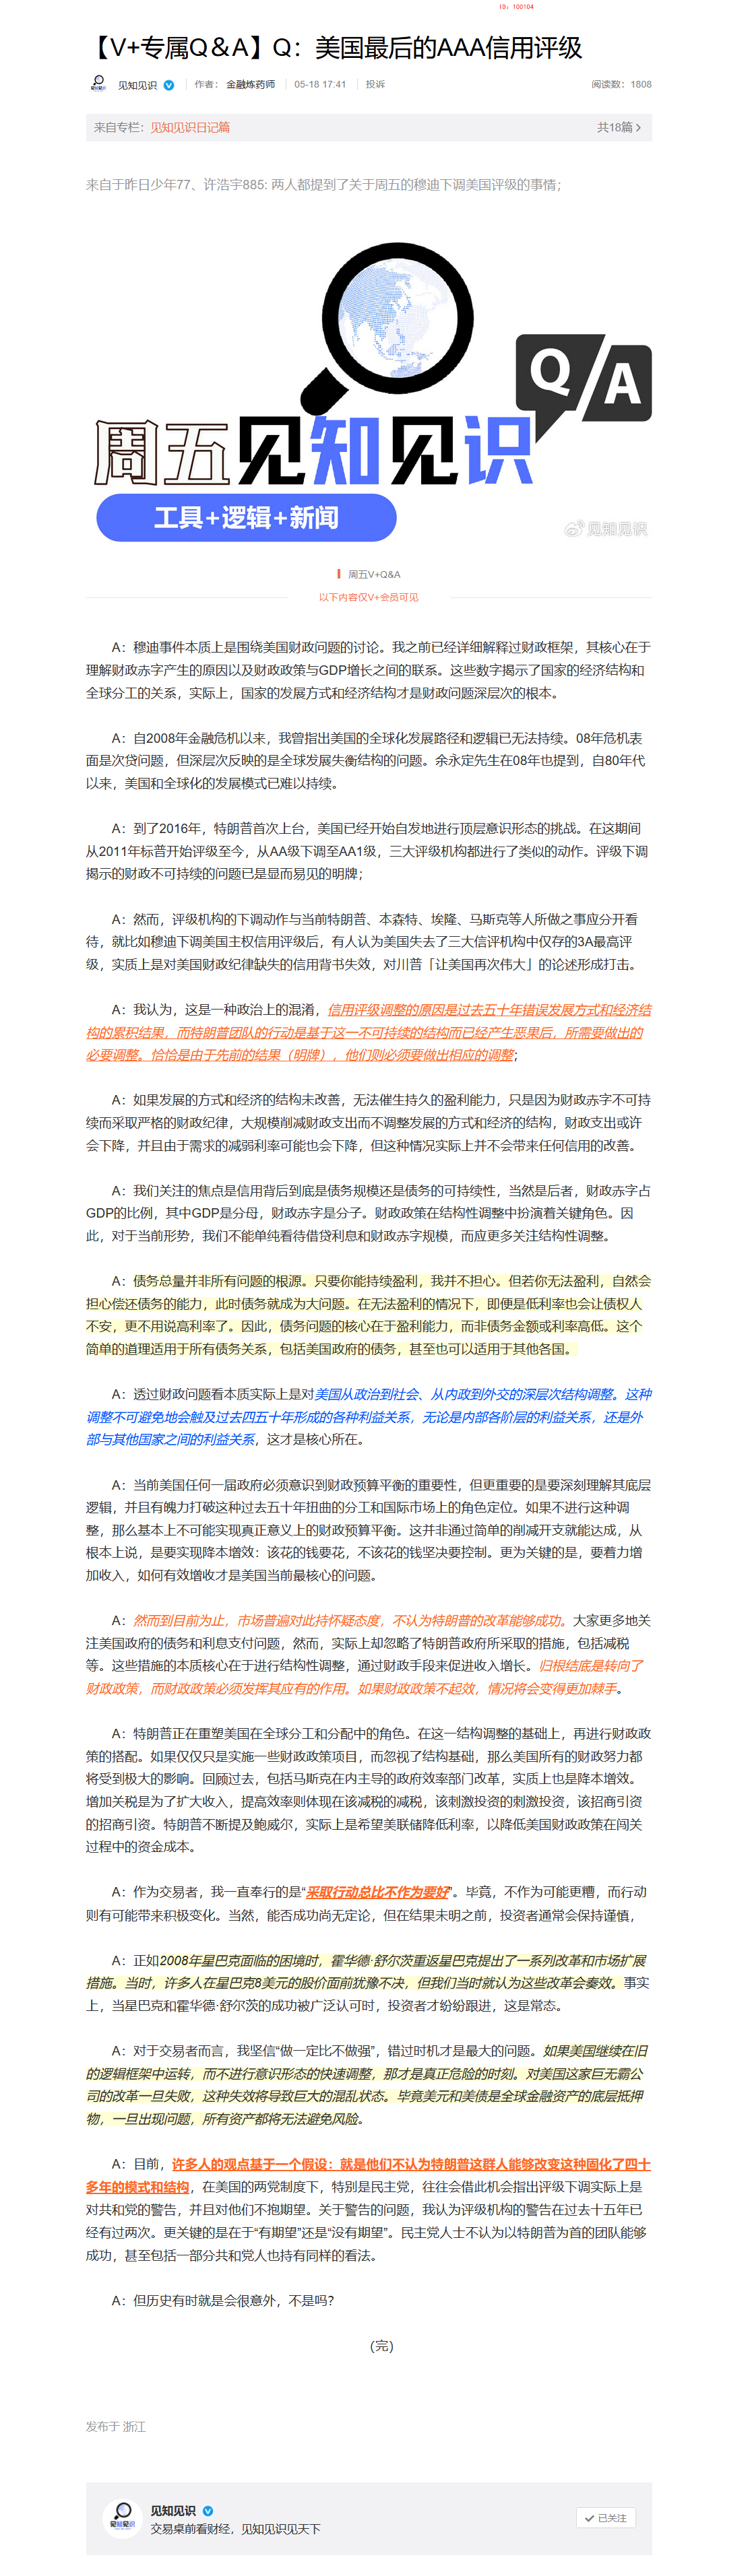 ID：100104
【V+专属Q＆A】Q：美国最后的AAA信用评级
见知见识 作者： 金融炼药师 05-18 17:41 投诉 阅读数：1808
来自专栏：见知见识日记篇 共18篇
来自于昨日少年77、许浩宇885: 两人都提到了关于周五的穆迪下调美国评级的事情；
Q/A
周五见知见识
工具+逻辑+新闻
见知见识
周五V+Q&A
以下内容仅V+会员可见
A：穆迪事件本质上是围绕美国财政问题的讨论。我之前已经详细解释过财政框架，其核心在于
理解财政赤字产生的原因以及财政政策与GDP增长之间的联系。这些数字揭示了国家的经济结构和
全球分工的关系，实际上，国家的发展方式和经济结构才是财政问题深层次的根本。
A：自2008年金融危机以来，我曾指出美国的全球化发展路径和逻辑已无法持续。08年危机表
面是次贷问题，但深层次反映的是全球发展失衡结构的问题。余永定先生在08年也提到，自80年代
以来，美国和全球化的发展模式已难以持续。
A：到了2016年，特朗普首次上台，美国已经开始自发地进行顶层意识形态的挑战。在这期间
从2011年标普开始评级至今，从AA级下调至AA1级，三大评级机构都进行了类似的动作。评级下调
揭示的财政不可持续的问题已是显而易见的明牌；
A：然而，评级机构的下调动作与当前特朗普、本森特、埃隆、马斯克等人所做之事应分开看
待，就比如穆迪下调美国主权信用评级后，有人认为美国失去了三大信评机构中仅存的3A最高评
级，实质上是对美国财政纪律缺失的信用背书失效，对川普「让美国再次伟大」的论述形成打击。
A：我认为，这是一种政治上的混淆，信用评级调整的原因是过去五十年错误发展方式和经济结
构的累积结果，而特朗普团队的行动是基于这一不可持续的结构而已经产生恶果后，所需要做出的
必要调整。恰恰是由于先前的结果（明牌），他们则必须要做出相应的调整；
A：如果发展的方式和经济的结构未改善，无法催生持久的盈利能力，只是因为财政赤字不可持
续而采取严格的财政纪律，大规模削减财政支出而不调整发展的方式和经济的结构，财政支出或许
会下降，并且由于需求的减弱利率可能也会下降，但这种情况实际上并不会带来任何信用的改善。
A：我们关注的焦点是信用背后到底是债务规模还是债务的可持续性，当然是后者，财政赤字占
GDP的比例，其中GDP是分母，财政赤字是分子。财政政策在结构性调整中扮演着关键角色。因
此，对于当前形势，我们不能单纯看待借贷利息和财政赤字规模，而应更多关注结构性调整。
A：债务总量并非所有问题的根源。只要你能持续盈利，我并不担心。但若你无法盈利，自然会
担心偿还债务的能力，此时债务就成为大问题。在无法盈利的情况下，即便是低利率也会让债权人
不安，更不用说高利率了。因此，债务问题的核心在于盈利能力，而非债务金额或利率高低。这个
简单的道理适用于所有债务关系，包括美国政府的债务，甚至也可以适用于其他各国。
A：透过财政问题看本质实际上是对美国从政治到社会、从内政到外交的深层次结构调整。这种
调整不可避免地会触及过去四五十年形成的各种利益关系，无论是内部各阶层的利益关系，还是外
部与其他国家之间的利益关系，这才是核心所在。
A：当前美国任何一届政府必须意识到财政预算平衡的重要性，但更重要的是要深刻理解其底层
逻辑，并且有魄力打破这种过去五十年扭曲的分工和国际市场上的角色定位。如果不进行这种调
整，那么基本上不可能实现真正意义上的财政预算平衡。这并非通过简单的削减开支就能达成，从
根本上说，是要实现降本增效：该花的钱要花，不该花的钱坚决要控制。更为关键的是，要着力增
加收入，如何有效增收才是美国当前最核心的问题。
A：然而到目前为止，市场普遍对此持怀疑态度，不认为特朗普的改革能够成功。大家更多地关
注美国政府的债务和利息支付问题，然而，实际上却忽略了特朗普政府所采取的措施，包括减税
等。这些措施的本质核心在于进行结构性调整，通过财政手段来促进收入增长。归根结底是转向了
财政政策，而财政政策必须发挥其应有的作用。如果财政政策不起效，情况将会变得更加棘手。
A：特朗普正在重塑美国在全球分工和分配中的角色。在这一结构调整的基础上，再进行财政政
策的搭配。如果仅仅只是实施一些财政政策项目，而忽视了结构基础，那么美国所有的财政努力都
将受到极大的影响。回顾过去，包括马斯克在内主导的政府效率部门改革，实质上也是降本增效。
增加关税是为了扩大收入，提高效率则体现在该减税的减税，该刺激投资的刺激投资，该招商引资
的招商引资。特朗普不断提及鲍威尔，实际上是希望美联储降低利率，以降低美国财政政策在闯关
过程中的资金成本。
A：作为交易者，我一直奉行的是“采取行动总比不作为要好”。毕竟，不作为可能更糟，而行动
则有可能带来积极变化。当然，能否成功尚无定论，但在结果未明之前，投资者通常会保持谨慎，
A：正如2008年星巴克面临的困境时，霍华德·舒尔茨重返星巴克提出了一系列改革和市场扩展
措施。当时，许多人在星巴克8美元的股价面前犹豫不决，但我们当时就认为这些改革会奏效。事实
上，当星巴克和霍华德·舒尔茨的成功被广泛认可时，投资者才纷纷跟进，这是常态。
A：对于交易者而言，我坚信“做一定比不做强”，错过时机才是最大的问题。如果美国继续在旧
的逻辑框架中运转，而不进行意识形态的快速调整，那才是真正危险的时刻。对美国这家巨无霸公
司的改革一旦失败，这种失效将导致巨大的混乱状态。毕竟美元和美债是全球金融资产的底层抵押
物，一旦出现问题，所有资产都将无法避免风险。
A：目前，许多人的观点基于一个假设：就是他们不认为特朗普这群人能够改变这种固化了四十
多年的模式和结构，在美国的两党制度下，特别是民主党，往往会借此机会指出评级下调实际上是
对共和党的警告，并且对他们不抱期望。关于警告的问题，我认为评级机构的警告在过去十五年已
经有过两次。更关键的是在于“有期望”还是“没有期望”。民主党人士不认为以特朗普为首的团队能够
成功，甚至包括一部分共和党人也持有同样的看法。
A：但历史有时就是会很意外，不是吗?
（完）
发布于 浙江
见知见识
交易桌前看财经，见知见识见天下
已关注